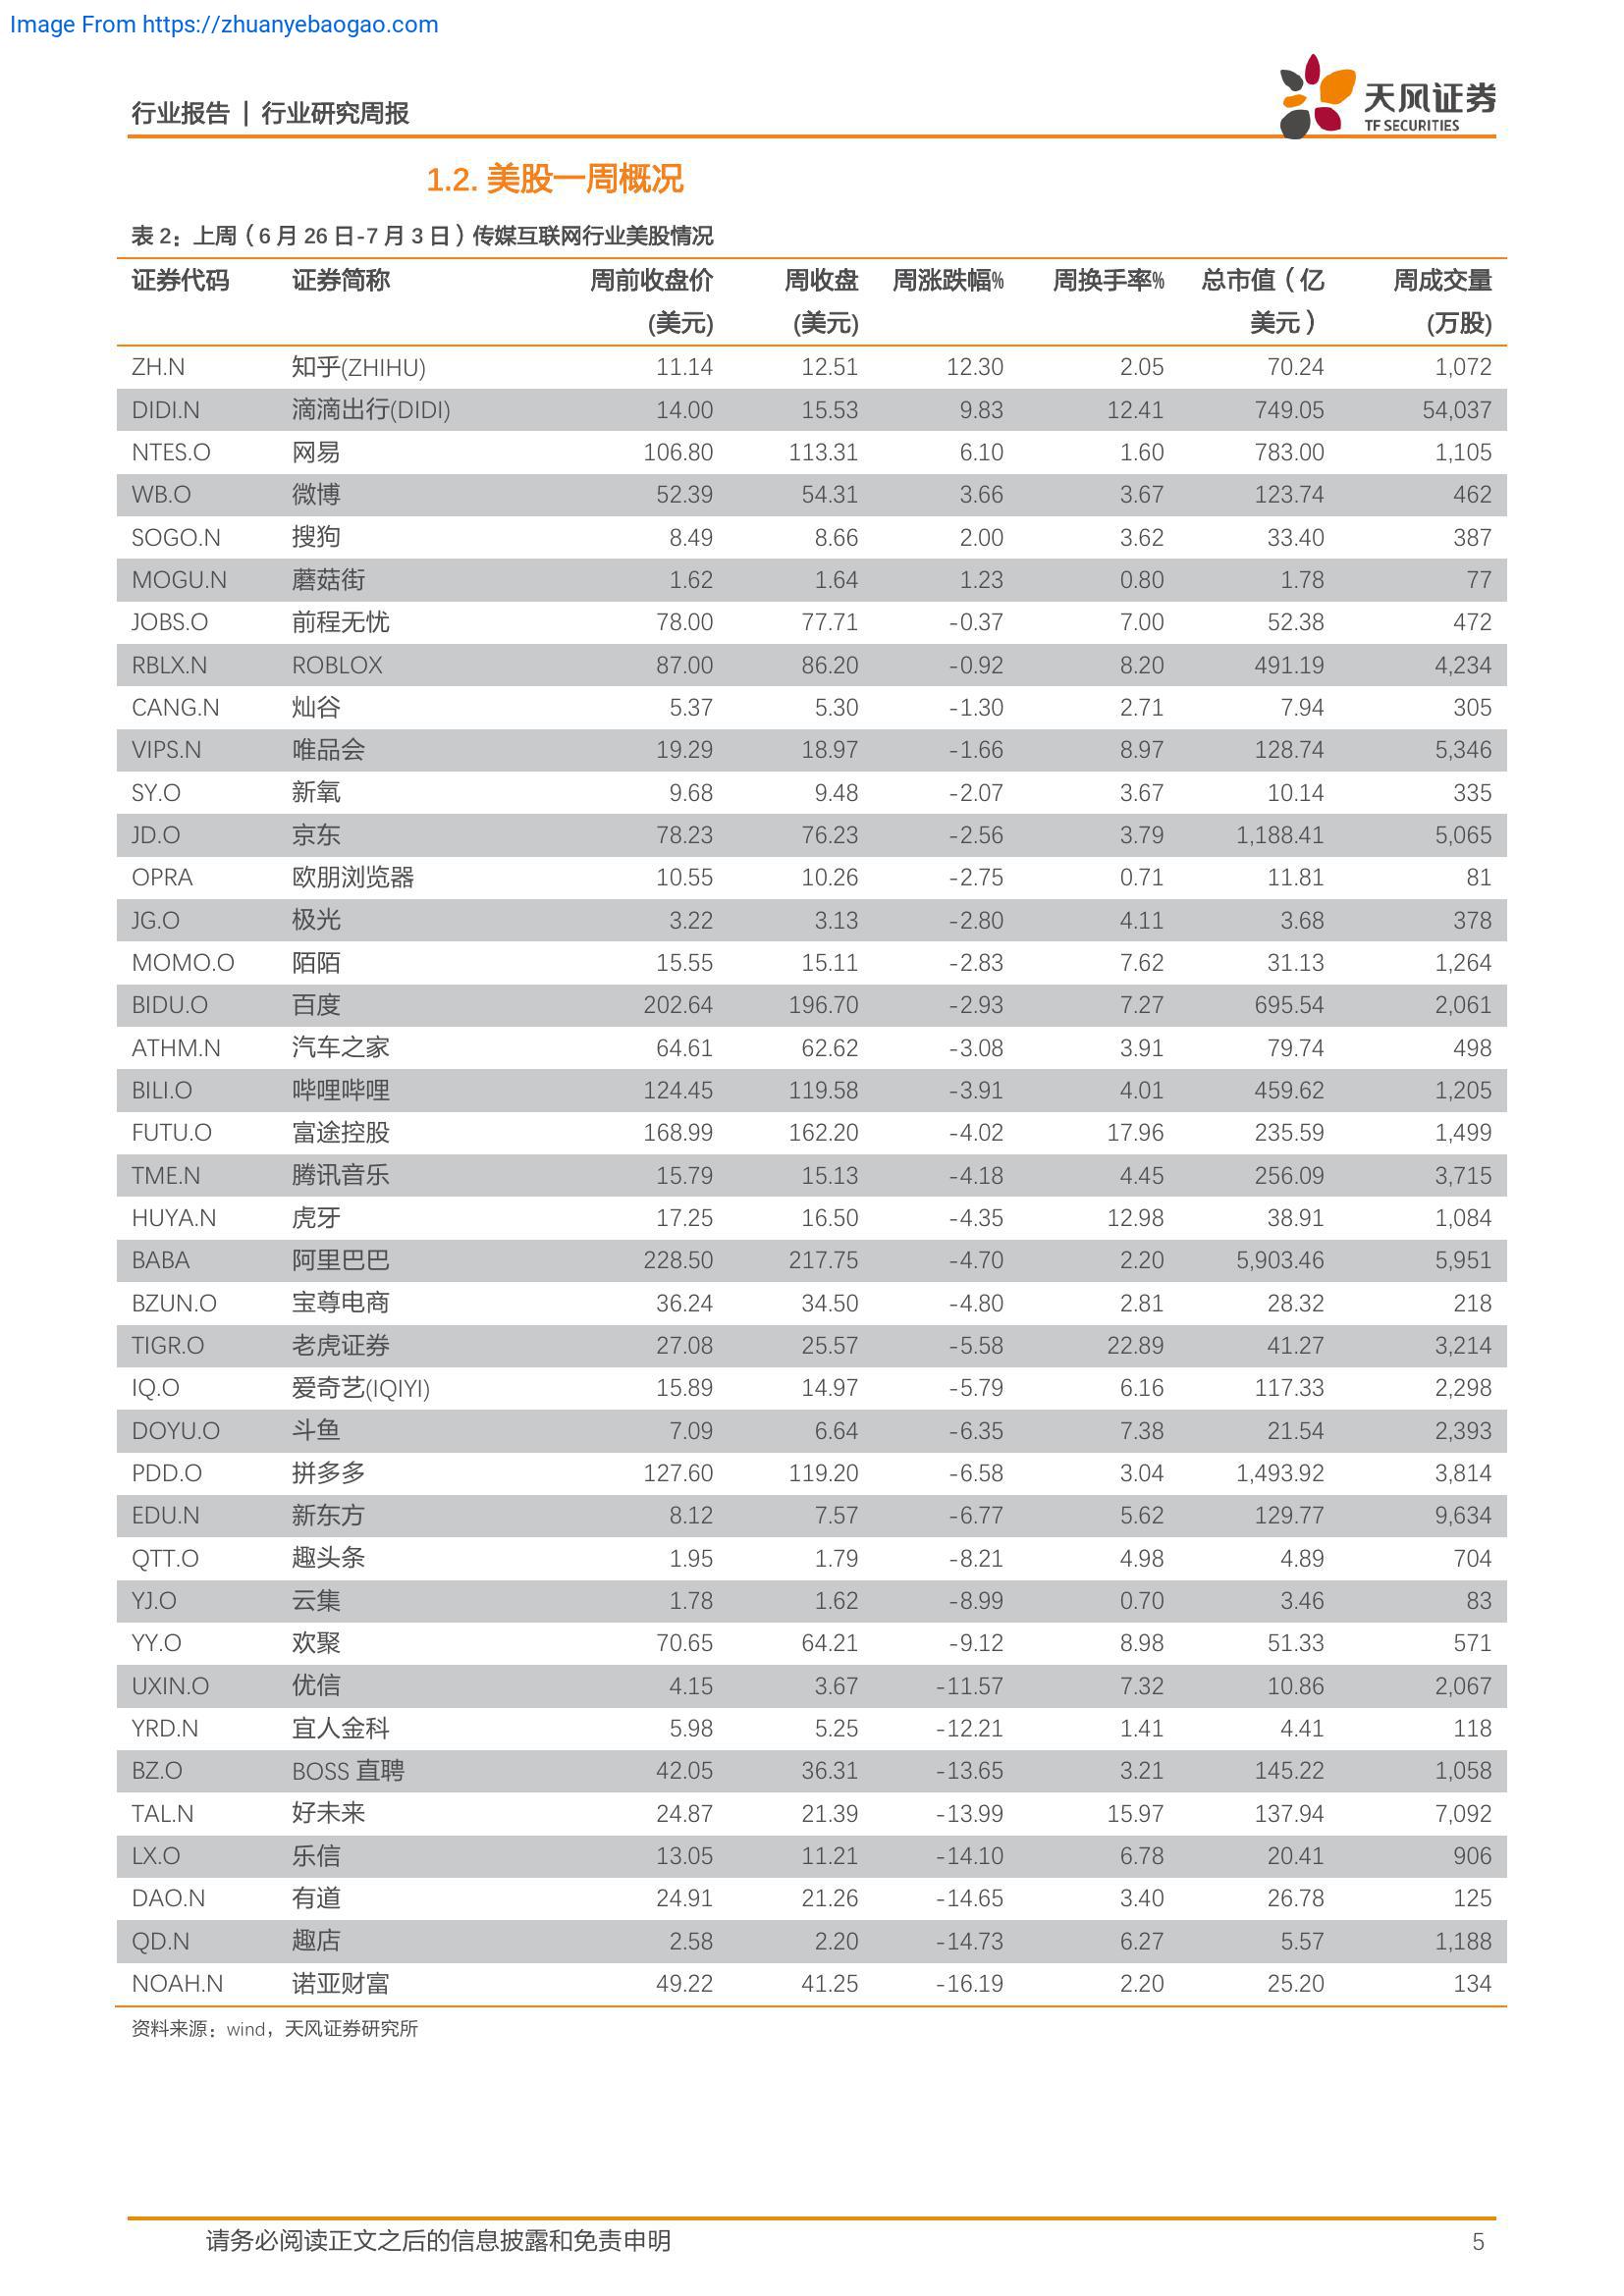 Image From https://zhuanyebaogao.com
行业报告 | 行业研究周报
天风证券
TF SECURITIES
1.2. 美股一周概况
表 2：上周（6 月 26 日-7 月 3 日）传媒互联网行业美股情况
证券代码 证券简称 周前收盘价 周收盘 周涨跌幅% 周换手率% 总市值（亿 周成交量
(美元) (美元) 美元） (万股)
ZH.N 知乎(ZHIHU) 11.14 12.51 12.30 2.05 70.24 1,072
DIDI.N 滴滴出行(DIDI) 14.00 15.53 9.83 12.41 749.05 54,037
NTES.O 网易 106.80 113.31 6.10 1.60 783.00 1,105
WB.O 微博 52.39 54.31 3.66 3.67 123.74 462
SOGO.N 搜狗 8.49 8.66 2.00 3.62 33.40 387
MOGU.N 蘑菇街 1.62 1.64 1.23 0.80 1.78 77
JOBS.O 前程无忧 78.00 77.71 -0.37 7.00 52.38 472
RBLX.N ROBLOX 87.00 86.20 -0.92 8.20 491.19 4,234
CANG.N 灿谷 5.37 5.30 -1.30 2.71 7.94 305
VIPS.N 唯品会 19.29 18.97 -1.66 8.97 128.74 5,346
SY.O 新氧 9.68 9.48 -2.07 3.67 10.14 335
JD.O 京东 78.23 76.23 -2.56 3.79 1,188.41 5,065
OPRA 欧朋浏览器 10.55 10.26 -2.75 0.71 11.81 81
JG.O 极光 3.22 3.13 -2.80 4.11 3.68 378
MOMO.O 陌陌 15.55 15.11 -2.83 7.62 31.13 1,264
BIDU.O 百度 202.64 196.70 -2.93 7.27 695.54 2,061
ATHM.N 汽车之家 64.61 62.62 -3.08 3.91 79.74 498
BILI.O 哔哩哔哩 124.45 119.58 -3.91 4.01 459.62 1,205
FUTU.O 富途控股 168.99 162.20 -4.02 17.96 235.59 1,499
TME.N 腾讯音乐 15.79 15.13 -4.18 4.45 256.09 3,715
HUYA.N 虎牙 17.25 16.50 -4.35 12.98 38.91 1,084
BABA 阿里巴巴 228.50 217.75 -4.70 2.20 5,903.46 5,951
BZUN.O 宝尊电商 36.24 34.50 -4.80 2.81 28.32 218
TIGR.O 老虎证券 27.08 25.57 -5.58 22.89 41.27 3,214
IQ.O 爱奇艺(IQIYI) 15.89 14.97 -5.79 6.16 117.33 2,298
DOYU.O 斗鱼 7.09 6.64 -6.35 7.38 21.54 2,393
PDD.O 拼多多 127.60 119.20 -6.58 3.04 1,493.92 3,814
EDU.N 新东方 8.12 7.57 -6.77 5.62 129.77 9,634
QTT.O 趣头条 1.95 1.79 -8.21 4.98 4.89 704
YJ.O 云集 1.78 1.62 -8.99 0.70 3.46 83
YY.O 欢聚 70.65 64.21 -9.12 8.98 51.33 571
UXIN.O 优信 4.15 3.67 -11.57 7.32 10.86 2,067
YRD.N 宜人金科 5.98 5.25 -12.21 1.41 4.41 118
BZ.O BOSS 直聘 42.05 36.31 -13.65 3.21 145.22 1,058
TAL.N 好未来 24.87 21.39 -13.99 15.97 137.94 7,092
LX.O 乐信 13.05 11.21 -14.10 6.78 20.41 906
DAO.N 有道 24.91 21.26 -14.65 3.40 26.78 125
QD.N 趣店 2.58 2.20 -14.73 6.27 5.57 1,188
NOAH.N 诺亚财富 49.22 41.25 -16.19 2.20 25.20 134
资料来源：wind，天风证券研究所
请务必阅读正文之后的信息披露和免责申明 5